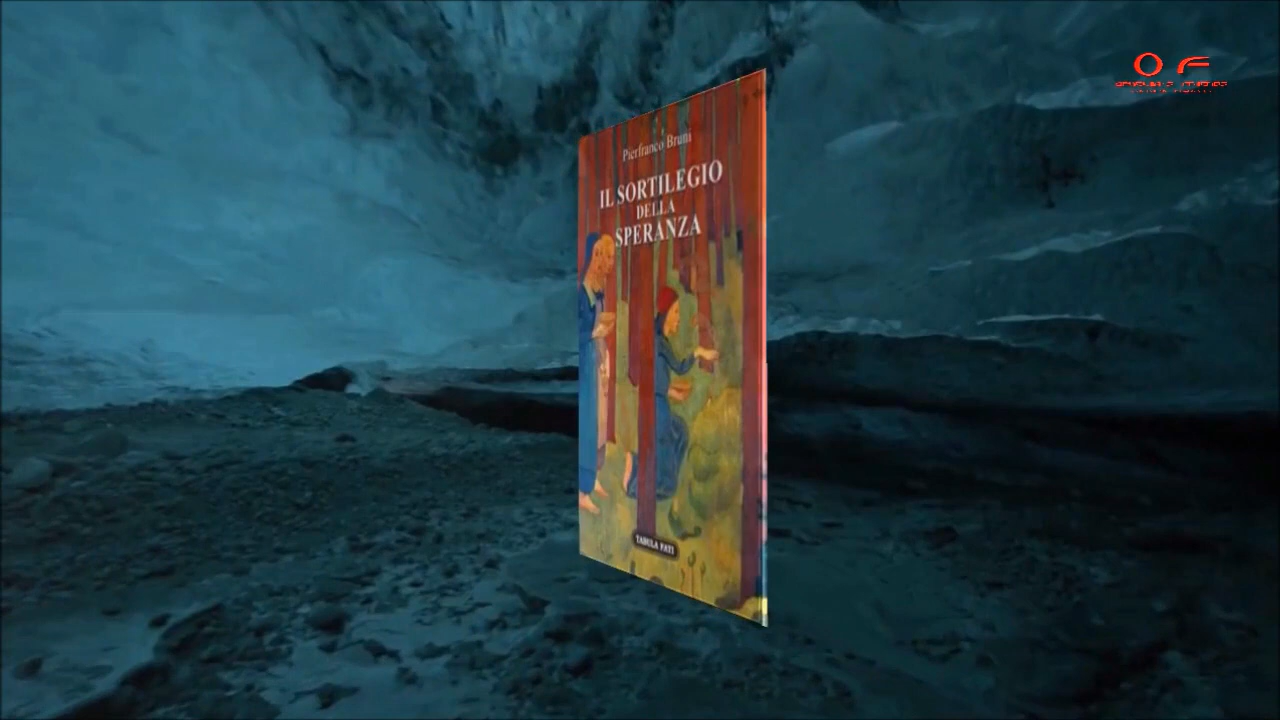 O F
Pierfranco Bruni
IL SORTILEGIO
DELLA
SPERANZA
TABULA FATI